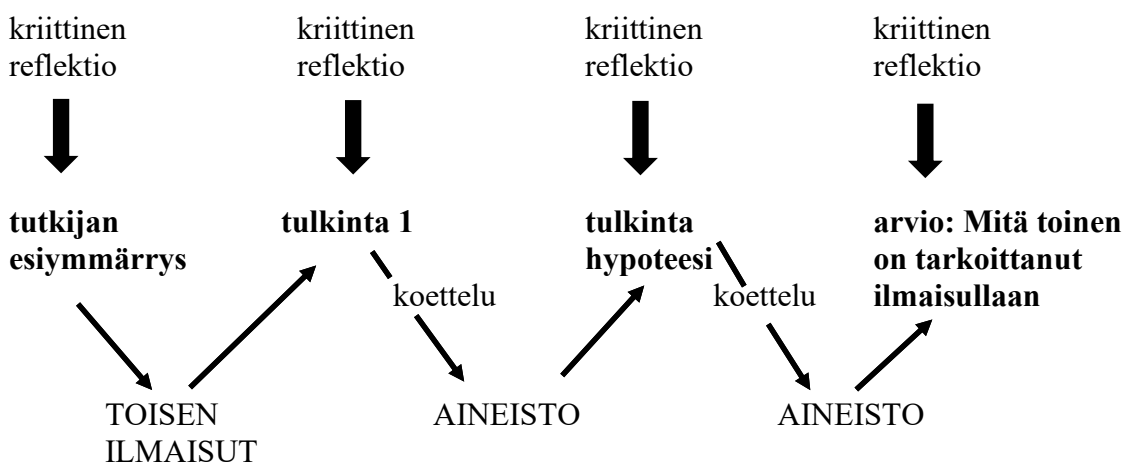 kriittinen kriittinen kriittinen kriittinen
reflektio reflektio reflektio reflektio
tutkijan tulkinta 1 tulkinta arvio: Mitä toinen
esiymmärrys hypoteesi on tarkoittanut
koettelu koettelu ilmaisullaan
TOISEN AINEISTO AINEISTO
ILMAISUT